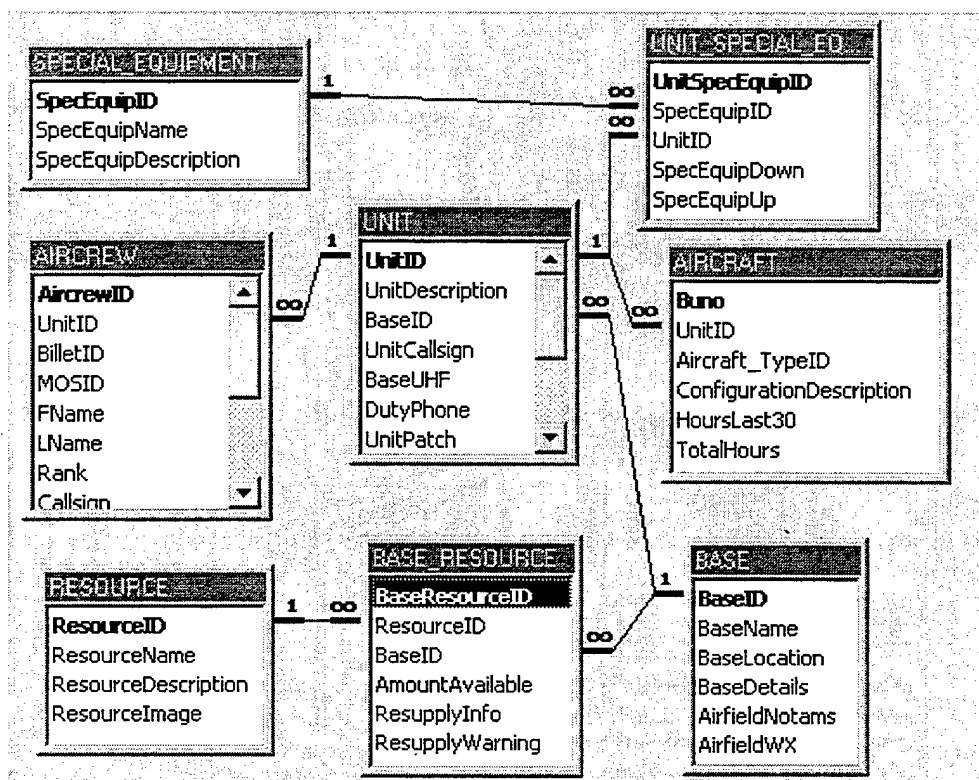 SPECIAL_EQUIPMENT
SpecEquipID
SpecEquipName
SpecEquipDescription
1
∞
UNIT_SPECIAL_EQ...
UnitSpecEquipID
SpecEquipID
UnitID
SpecEquipDown
SpecEquipUp
∞
AIRCREW
AircrewID
UnitID
BilletID
MOSID
FName
LName
Rank
Callsign
∞
1
UNIT
UnitID
UnitDescription
BaseID
UnitCallsign
BaseUHF
DutyPhone
UnitPatch
1
∞
∞
AIRCRAFT
Buno
UnitID
Aircraft_TypeID
ConfigurationDescription
HoursLast30
TotalHours
RESOURCE
ResourceID
ResourceName
ResourceDescription
ResourceImage
1
∞
BASE_RESOURCE
BaseResourceID
ResourceID
BaseID
AmountAvailable
ResupplyInfo
ResupplyWarning
∞
1
BASE
BaseID
BaseName
BaseLocation
BaseDetails
AirfieldNotams
AirfieldWX